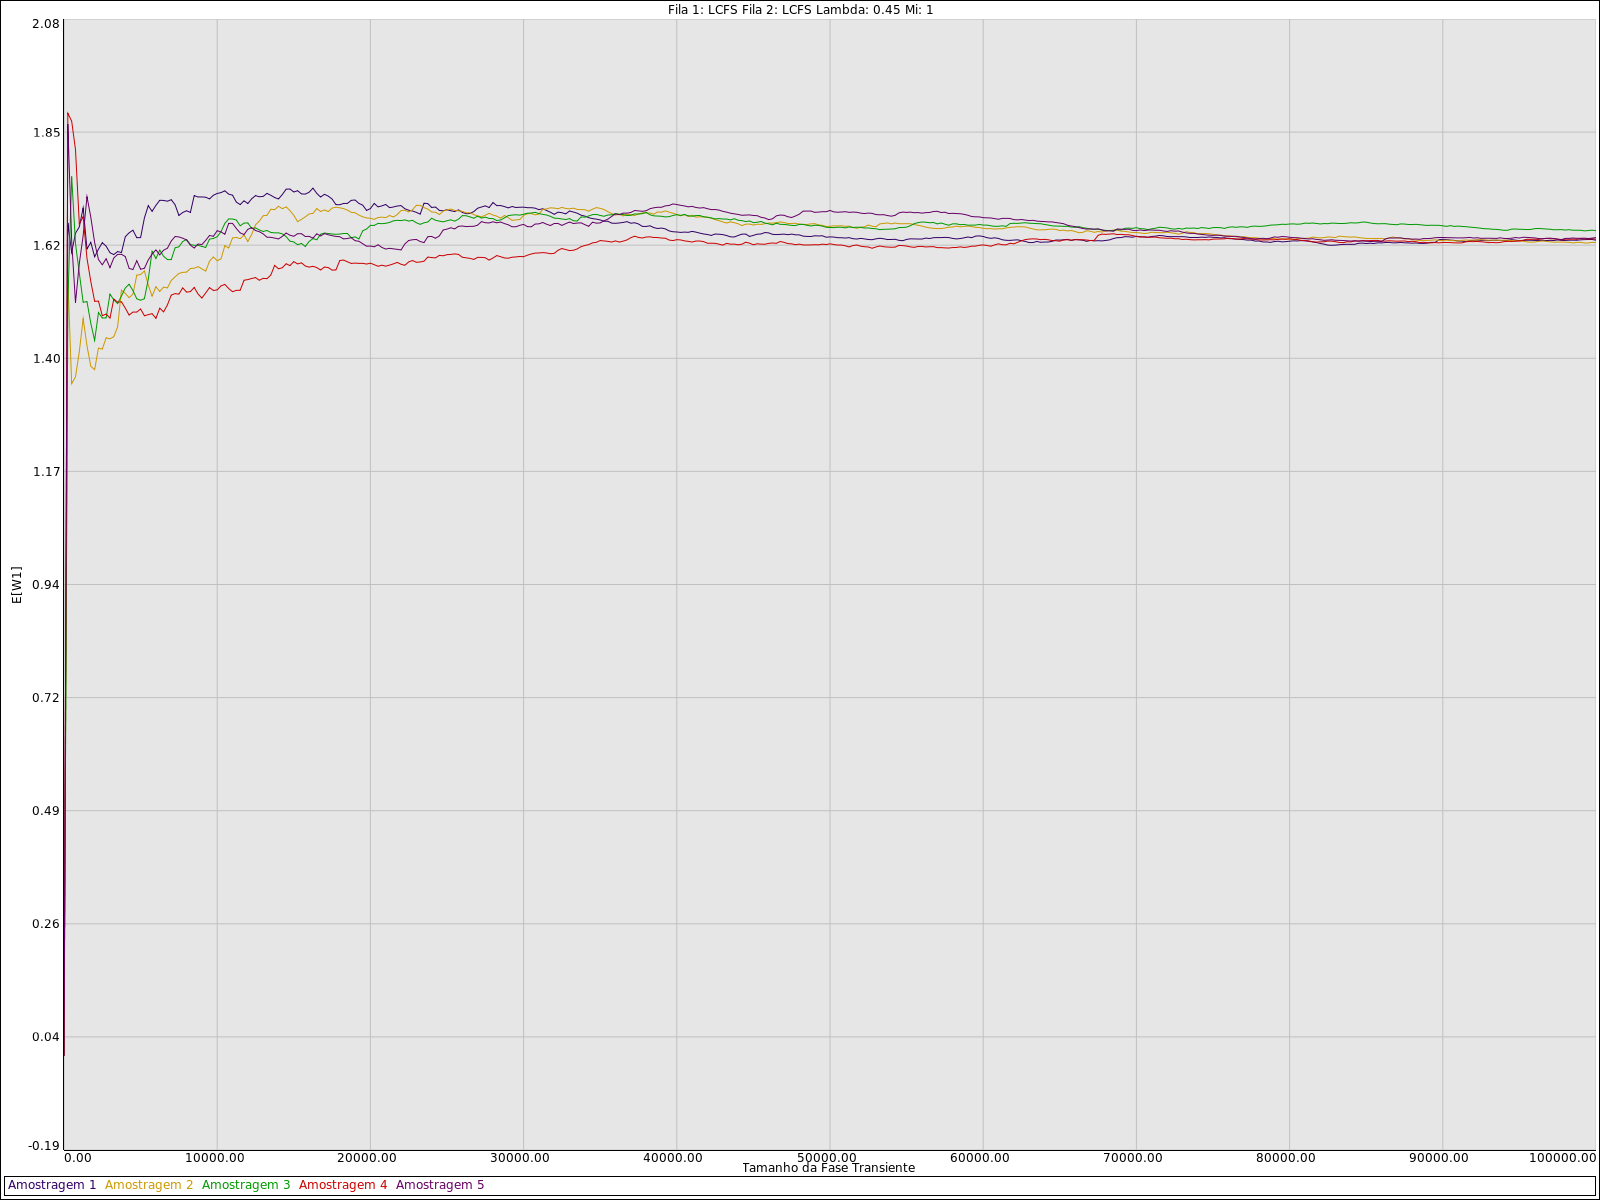 Fila 1: LCFS Fila 2: LCFS Lambda: 0.45 Mi: 1
2.08
1.85
1.62
1.40
1.17
0.94
0.72
0.49
0.26
0.04
-0.19
E[W1]
0.00 10000.00 20000.00 30000.00 40000.00 50000.00 60000.00 70000.00 80000.00 90000.00 100000.00
Tamanho da Fase Transiente
Amostragem 1 Amostragem 2 Amostragem 3 Amostragem 4 Amostragem 5